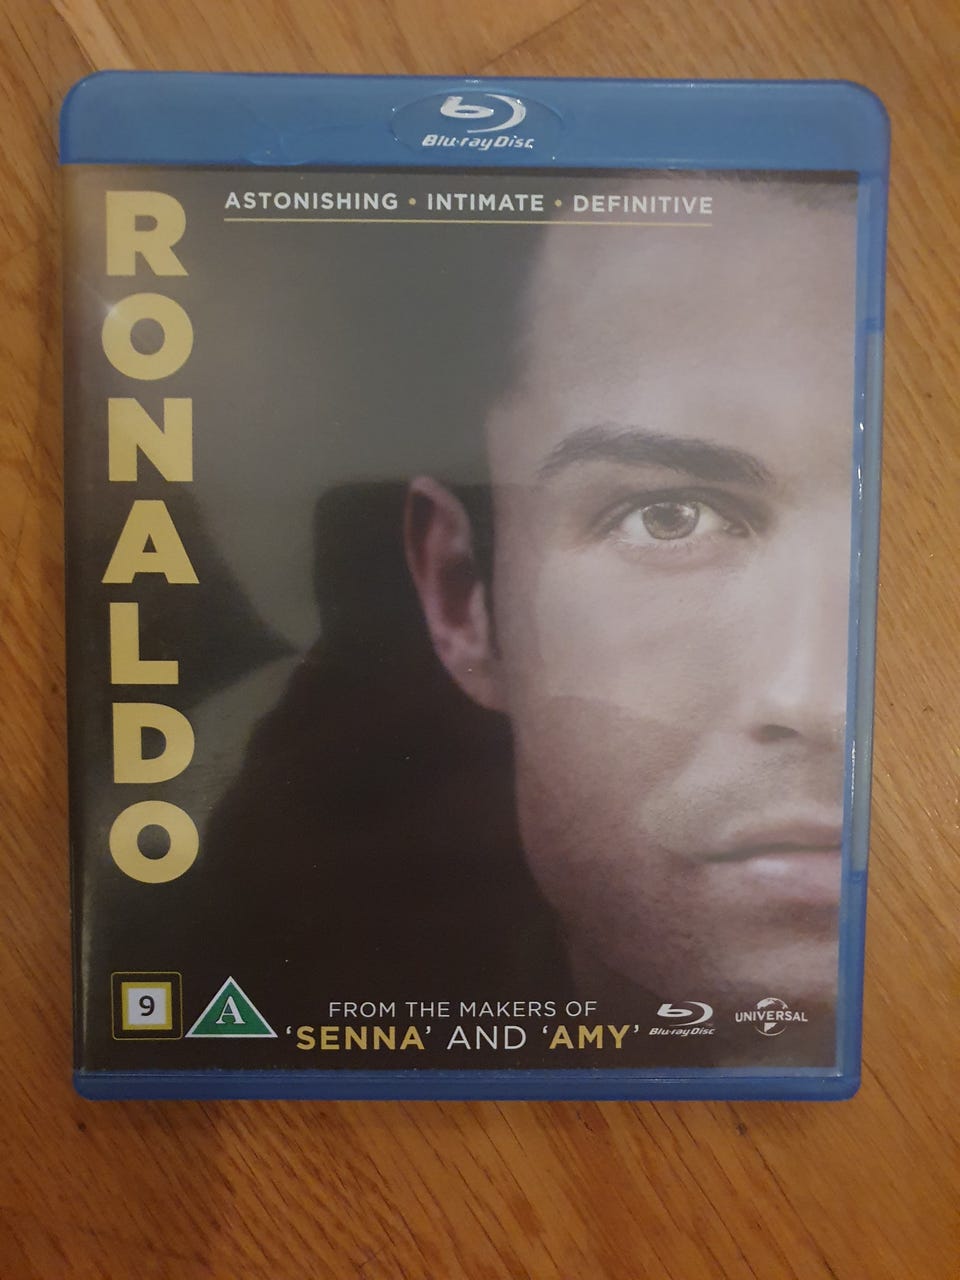 Blu-ray Disc
ASTONISHING • INTIMATE • DEFINITIVE
RONALDO
9
A
FROM THE MAKERS OF
'SENNA' AND 'AMY'
Blu-ray Disc
UNIVERSAL